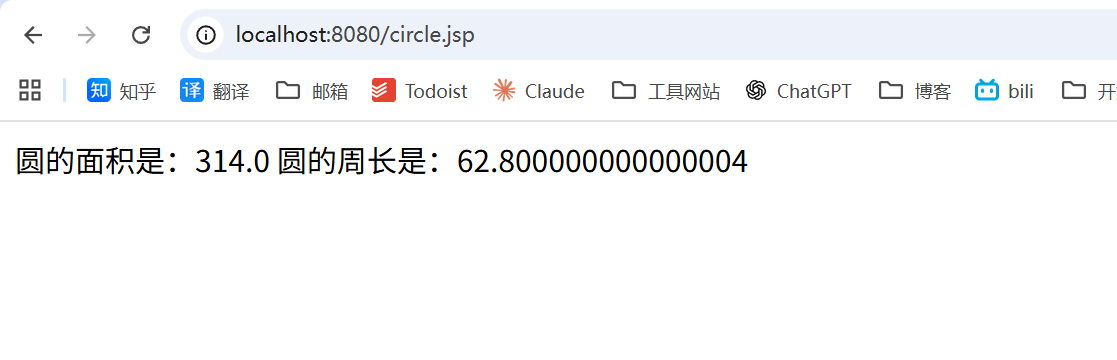 localhost:8080/circle.jsp
知 知乎 译 翻译 邮箱 Todoist Claude 工具网站 ChatGPT 博客 bili 开
圆的面积是：314.0 圆的周长是：62.800000000000004